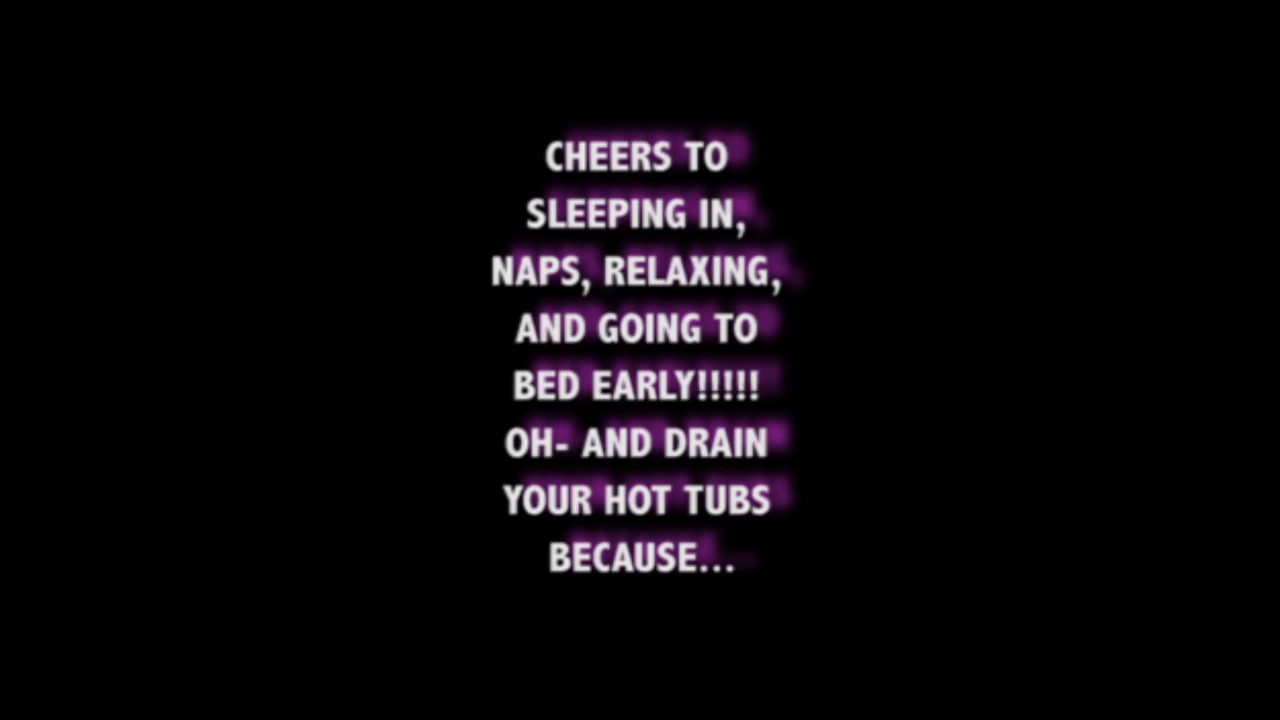 CHEERS TO
SLEEPING IN,
NAPS, RELAXING,
AND GOING TO
BED EARLY!!!!!
OH- AND DRAIN
YOUR HOT TUBS
BECAUSE...